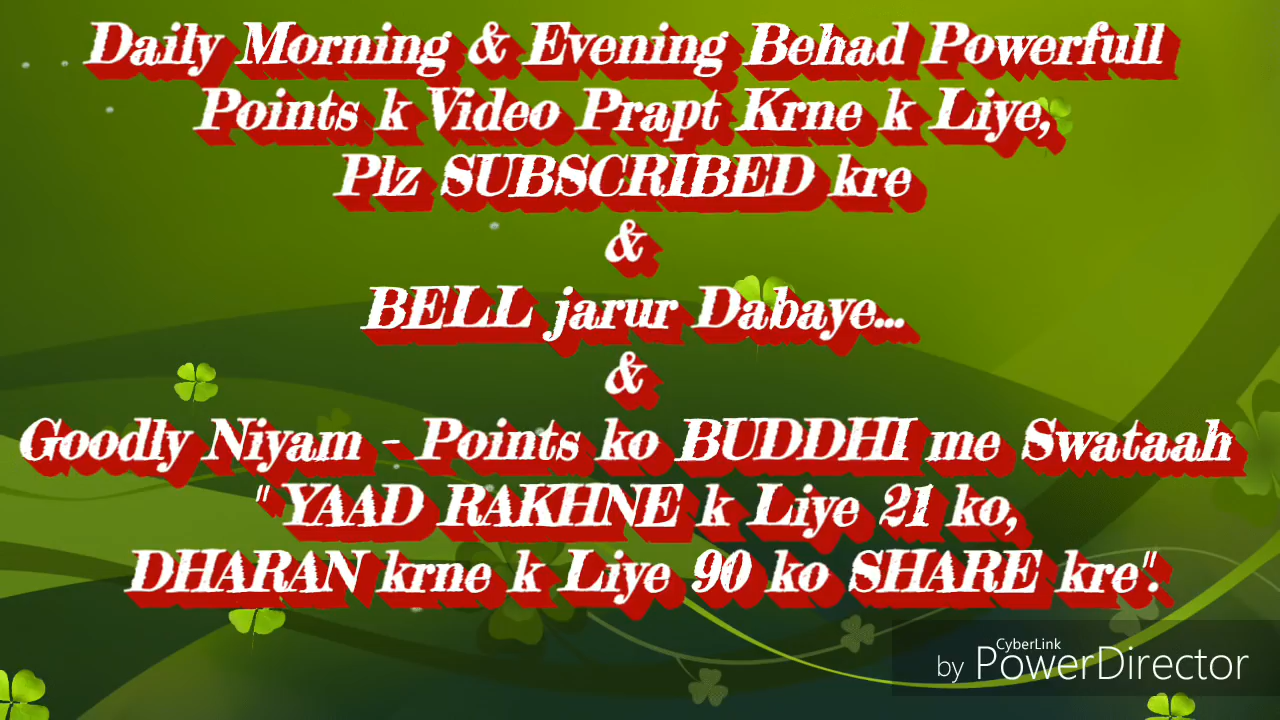 Daily Morning & Evening Behad Powerfull
Points k Video Prapt Krne k Liye,
Plz SUBSCRIBED kre
&
BELL jarur Dabaye...
&
Goodly Niyam - Points ko BUDDHI me Swataah
" YAAD RAKHNE k Liye 21 ko,
DHARAN krne k Liye 90 ko SHARE kre".
CyberLink
by PowerDirector